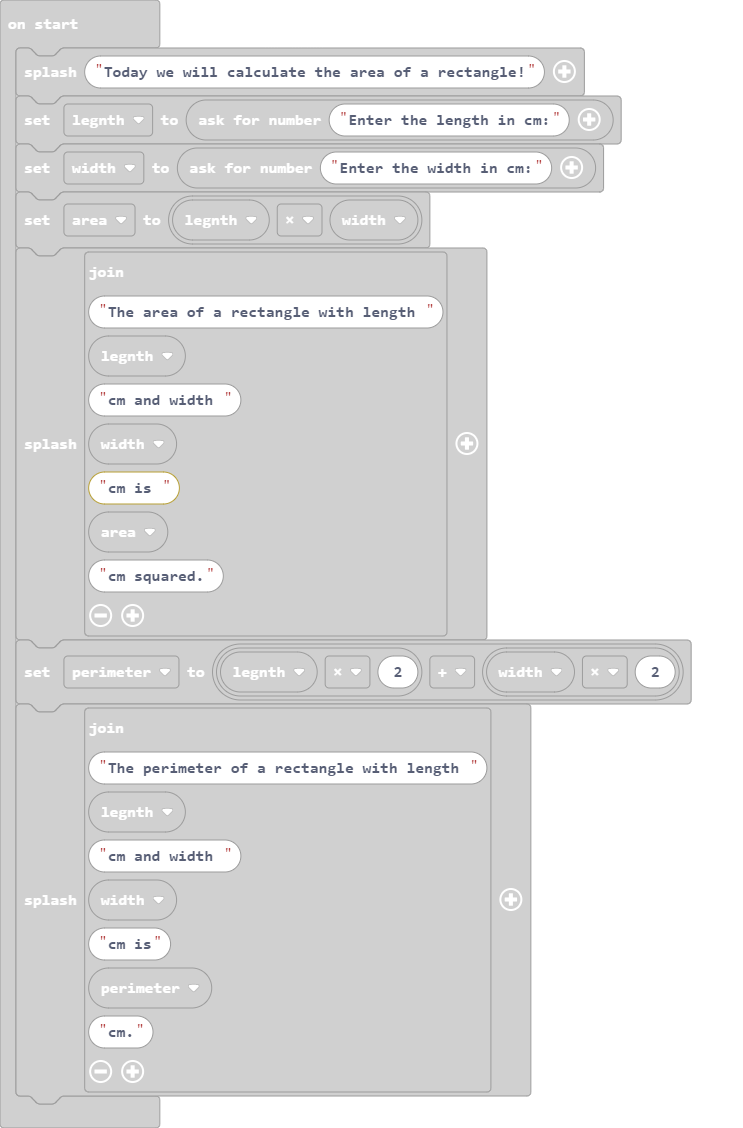 on start
splash "Today we will calculate the area of a rectangle!"
set legnth to ask for number "Enter the length in cm:"
set width to ask for number "Enter the width in cm:"
set area to legnth × width
join
"The area of a rectangle with length "
legnth
"cm and width "
splash width
"cm is "
area
"cm squared."
set perimeter to legnth × 2 + width × 2
join
"The perimeter of a rectangle with length "
legnth
"cm and width "
splash width
"cm is"
perimeter
"cm."